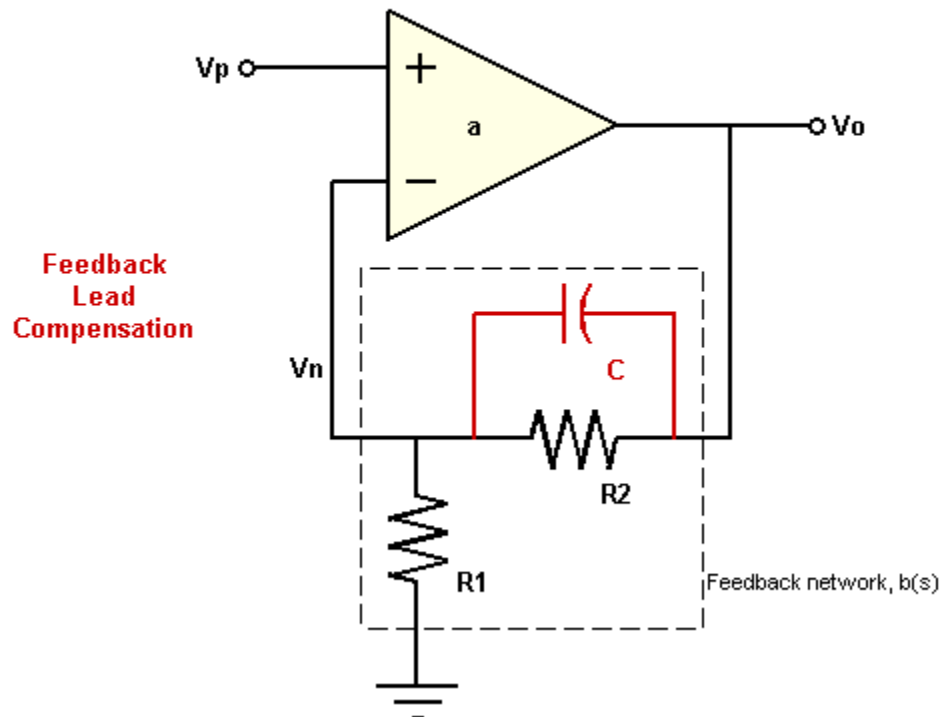 Vp
+
a
Vo
−
Feedback
Lead
Compensation
Vn
C
R2
R1
Feedback network, b(s)